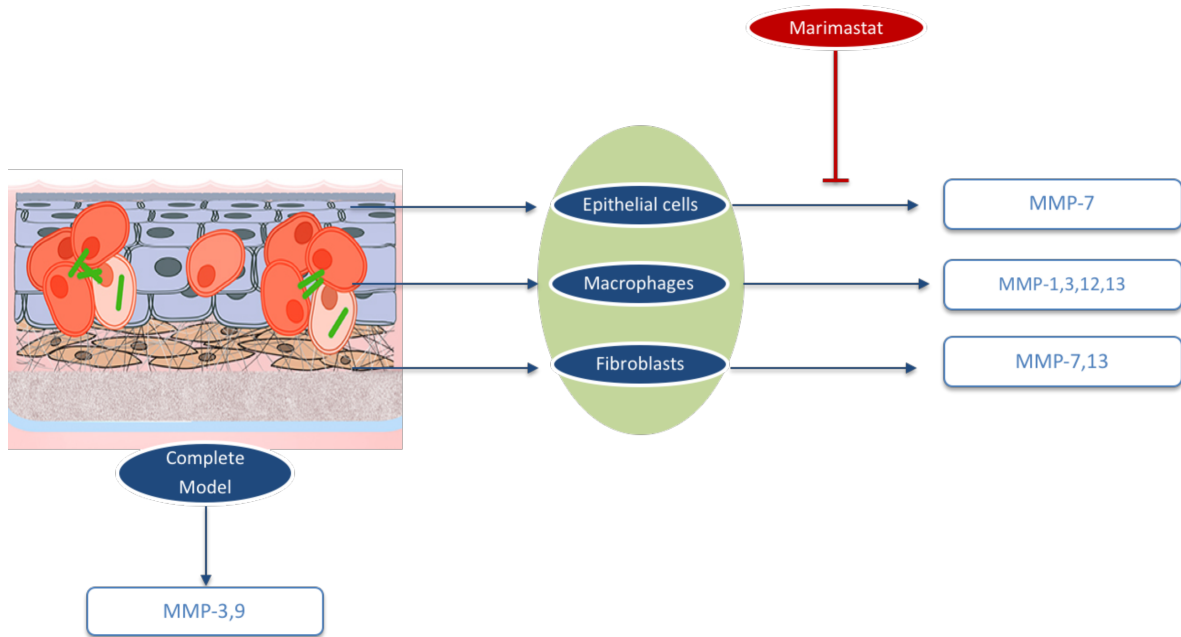 Marimastat
Epithelial cells
MMP-7
Macrophages
MMP-1,3,12,13
Fibroblasts
MMP-7,13
Complete
Model
MMP-3,9